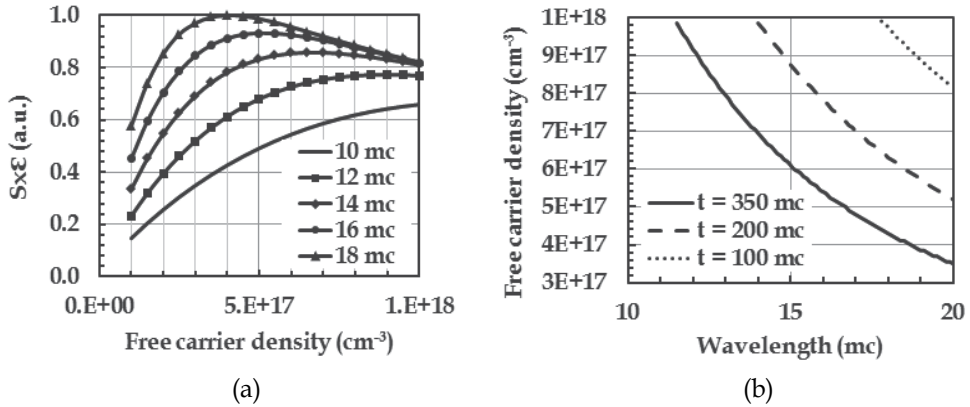 1.0
0.8
0.6
0.4
0.2
0.0
Sxε (a.u.)
10 mc
12 mc
14 mc
16 mc
18 mc
0.E+00
5.E+17
1.E+18
Free carrier density (cm⁻³)
(a)
1E+18
9E+17
8E+17
7E+17
6E+17
5E+17
4E+17
3E+17
Free carrier density (cm⁻³)
t = 350 mc
t = 200 mc
t = 100 mc
10
15
20
Wavelength (mc)
(b)